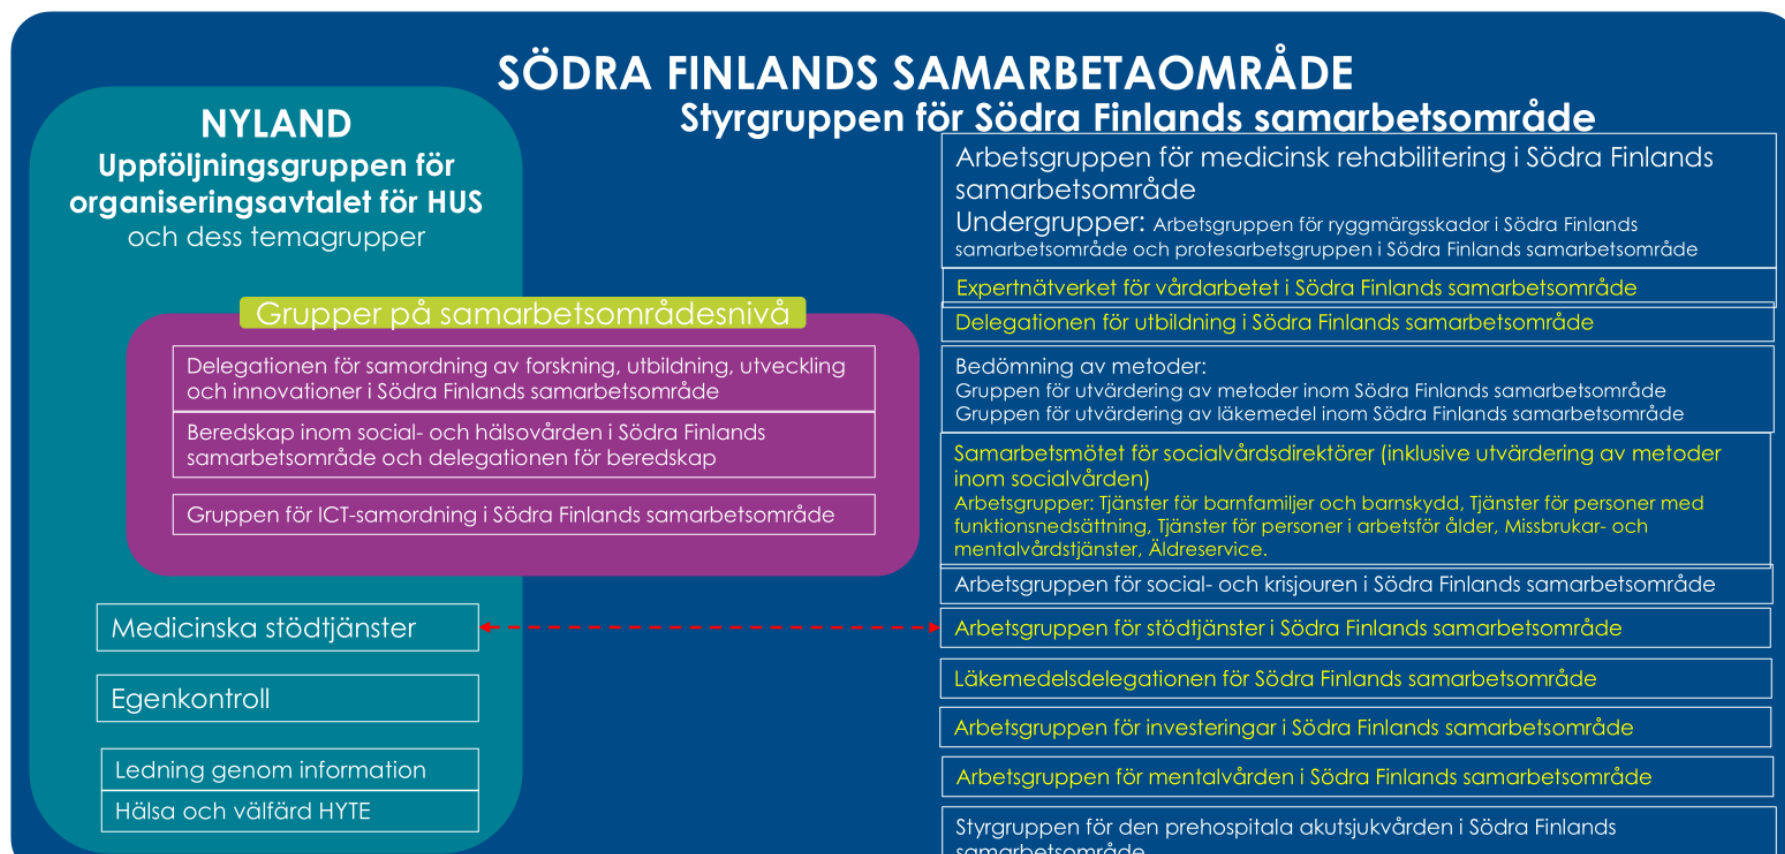 SÖDRA FINLANDS SAMARBETAOMRÅDE
Styrgruppen för Södra Finlands samarbetsområde
NYLAND
Uppföljningsgruppen för
organiseringsavtalet för HUS
och dess temagrupper
Grupper på samarbetsområdesnivå
Delegationen för samordning av forskning, utbildning, utveckling
och innovationer i Södra Finlands samarbetsområde
Beredskap inom social- och hälsovården i Södra Finlands
samarbetsområde och delegationen för beredskap
Gruppen för ICT-samordning i Södra Finlands samarbetsområde
Medicinska stödtjänster
Egenkontroll
Ledning genom information
Hälsa och välfärd HYTE
Arbetsgruppen för medicinsk rehabilitering i Södra Finlands
samarbetsområde
Undergrupper: Arbetsgruppen för ryggmärgsskador i Södra Finlands
samarbetsområde och protesarbetsgruppen i Södra Finlands samarbetsområde
Expertnätverket för vårdarbetet i Södra Finlands samarbetsområde
Delegationen för utbildning i Södra Finlands samarbetsområde
Bedömning av metoder:
Gruppen för utvärdering av metoder inom Södra Finlands samarbetsområde
Gruppen för utvärdering av läkemedel inom Södra Finlands samarbetsområde
Samarbetsmötet för socialvårdsdirektörer (inklusive utvärdering av metoder
inom socialvården)
Arbetsgrupper: Tjänster för barnfamiljer och barnskydd, Tjänster för personer med
funktionsnedsättning, Tjänster för personer i arbetsför ålder, Missbrukar- och
mentalvårdstjänster, Äldreservice.
Arbetsgruppen för social- och krisjouren i Södra Finlands samarbetsområde
Arbetsgruppen för stödtjänster i Södra Finlands samarbetsområde
Läkemedelsdelegationen för Södra Finlands samarbetsområde
Arbetsgruppen för investeringar i Södra Finlands samarbetsområde
Arbetsgruppen för mentalvården i Södra Finlands samarbetsområde
Styrgruppen för den prehospitala akutsjukvården i Södra Finlands
samarbetsområde